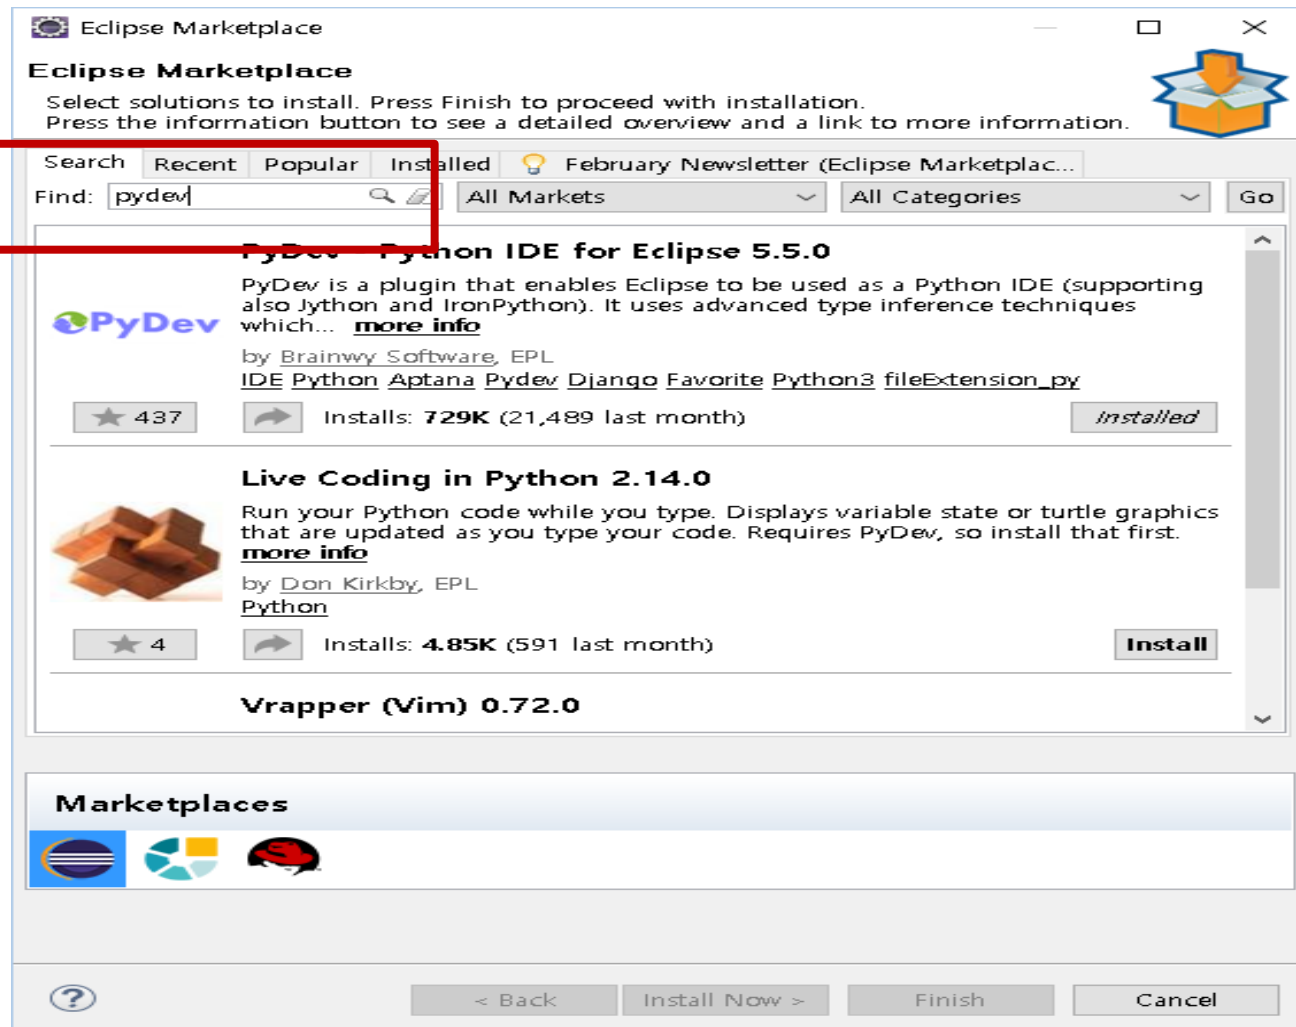 Eclipse Marketplace
Eclipse Marketplace
Select solutions to install. Press Finish to proceed with installation.
Press the information button to see a detailed overview and a link to more information.
Search Recent Popular Installed February Newsletter (Eclipse Marketplac...
Find: pydev All Markets All Categories Go
PyDev - Python IDE for Eclipse 5.5.0
PyDev is a plugin that enables Eclipse to be used as a Python IDE (supporting
also Jython and IronPython). It uses advanced type inference techniques
PyDev which... more info
by Brainwy Software, EPL
IDE Python Aptana Pydev Django Favorite Python3 fileExtension_py
437 Installs: 729K (21,489 last month) Installed
Live Coding in Python 2.14.0
Run your Python code while you type. Displays variable state or turtle graphics
that are updated as you type your code. Requires PyDev, so install that first.
more info
by Don Kirkby, EPL
Python
4 Installs: 4.85K (591 last month) Install
Vrapper (Vim) 0.72.0
Marketplaces
? < Back Install Now > Finish Cancel